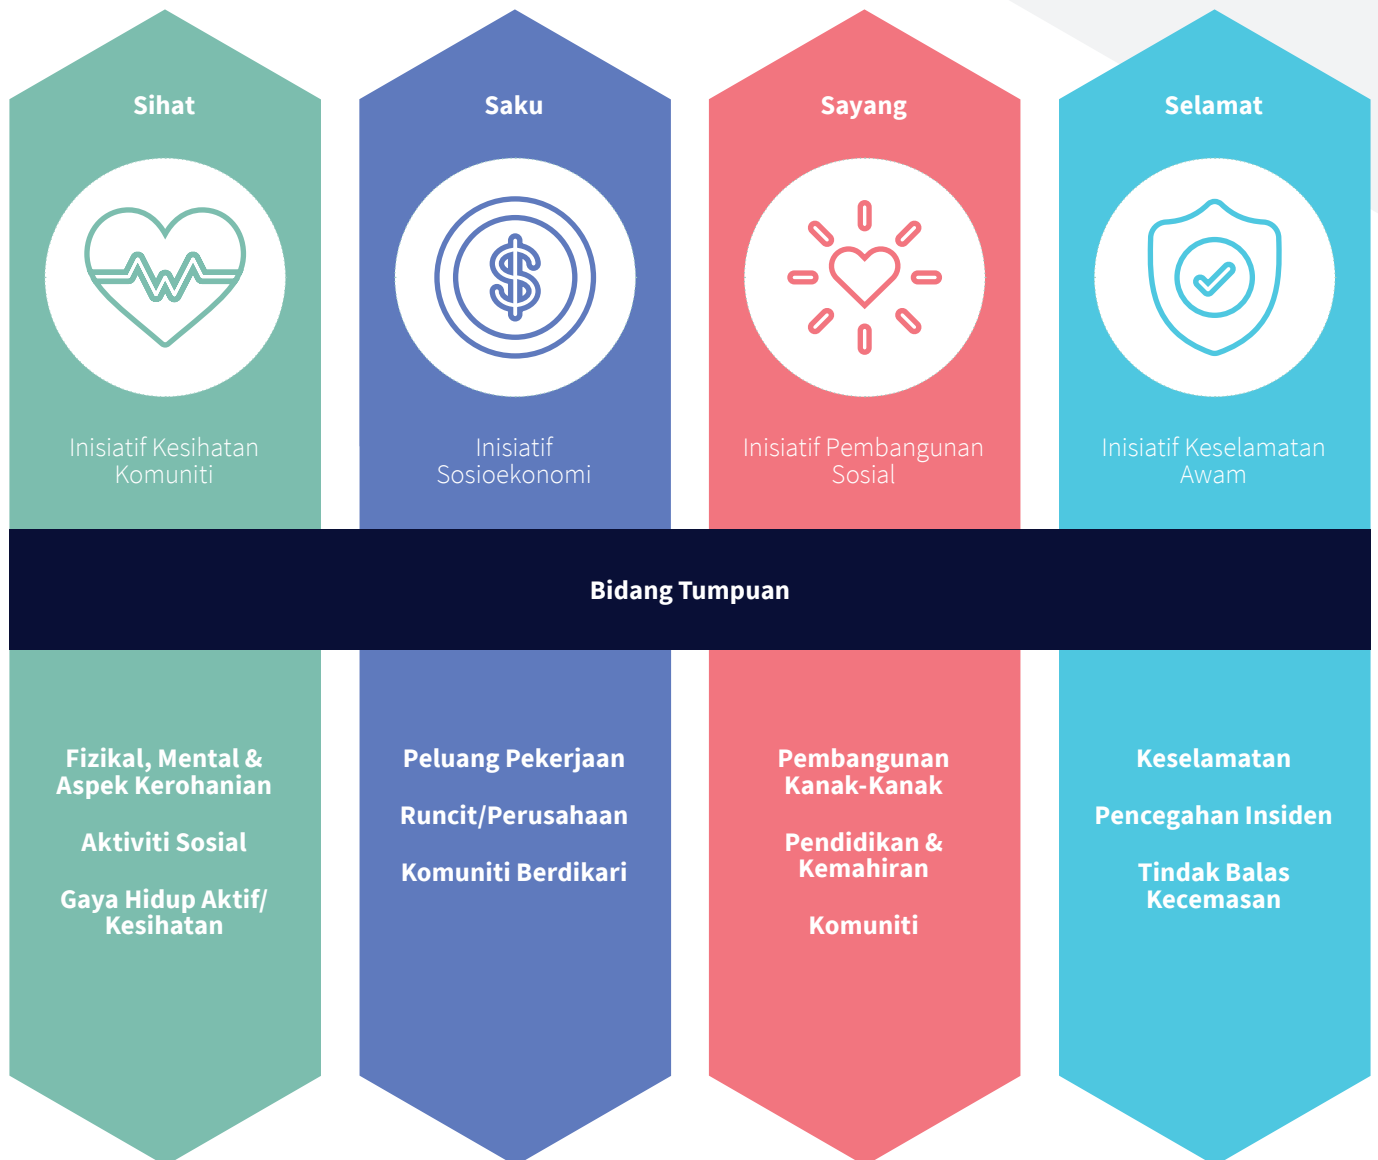 Sihat
Inisiatif Kesihatan
Komuniti
Saku
Inisiatif
Sosioekonomi
Sayang
Inisiatif Pembangunan
Sosial
Selamat
Inisiatif Keselamatan
Awam
Bidang Tumpuan
Fizikal, Mental &
Aspek Kerohanian
Aktiviti Sosial
Gaya Hidup Aktif/
Kesihatan
Peluang Pekerjaan
Runcit/Perusahaan
Komuniti Berdikari
Pembangunan
Kanak-Kanak
Pendidikan &
Kemahiran
Komuniti
Keselamatan
Pencegahan Insiden
Tindak Balas
Kecemasan